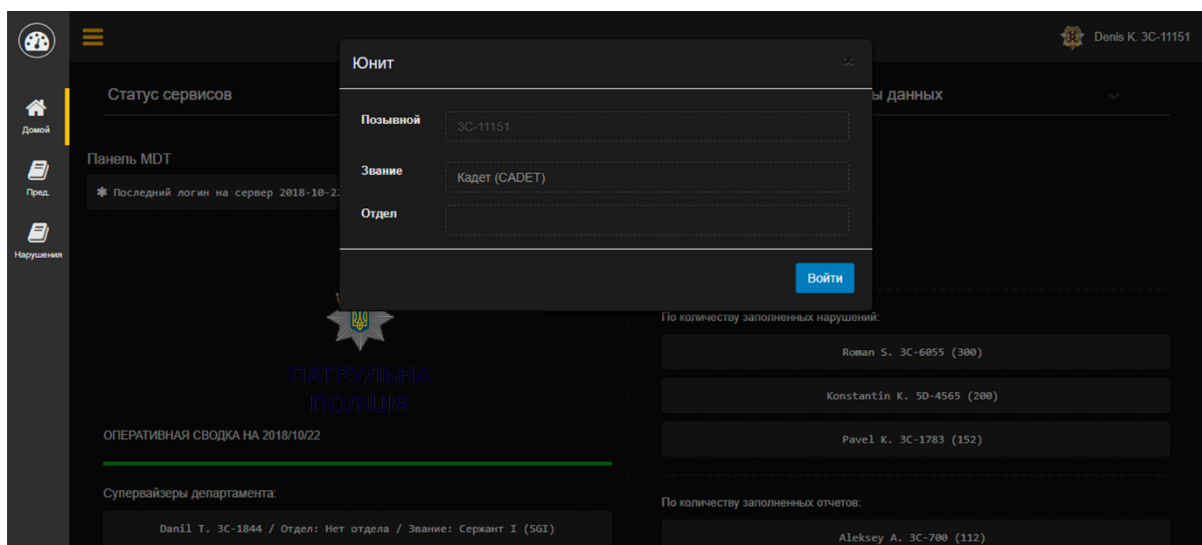 Denis K. 3C-11151
Юнит
Статус сервисов
ы данных
Домой
Позывной
3C-11151
Панель MDT
Звание
Кадет (CADET)
✱ Последний логин на сервер 2018-10-22
Пред.
Отдел
Нарушения
Войти
По количеству заполненных нарушений:
Roman S. 3C-6055 (300)
ПАТРУЛЬНА
ПОЛІЦІЯ
Konstantin K. 5D-4565 (200)
ОПЕРАТИВНАЯ СВОДКА НА 2018/10/22
Pavel K. 3C-1783 (152)
Супервайзеры департамента:
По количеству заполненных отчетов:
Danil T. 3C-1844 / Отдел: Нет отдела / Звание: Сержант I (SGI)
Aleksey A. 3C-700 (112)